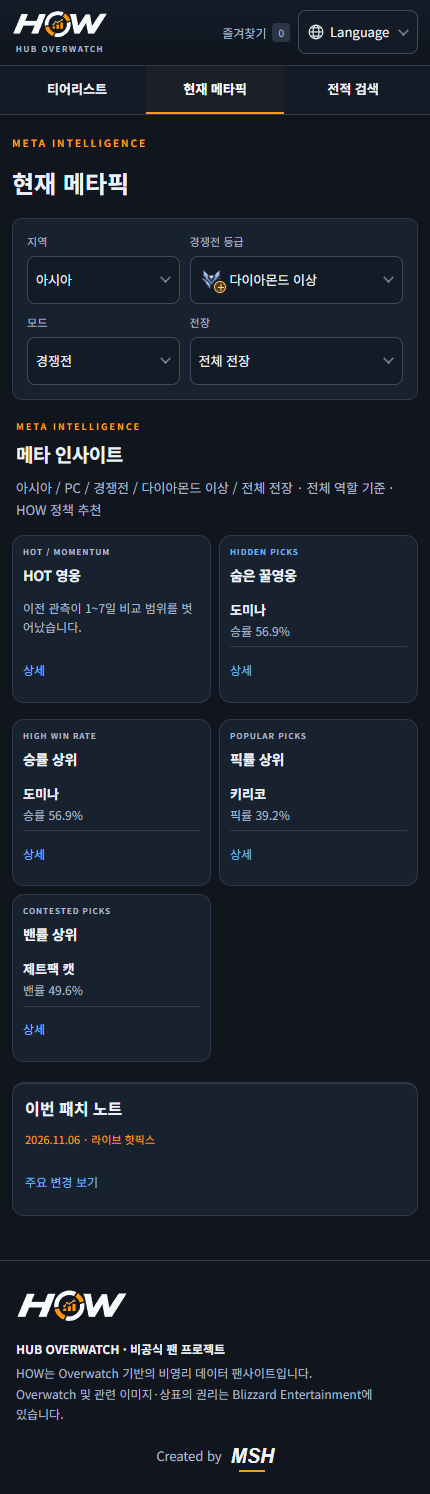 HOW
HUB OVERWATCH
즐겨찾기 0
Language
티어리스트
현재 메타픽
전적 검색
META INTELLIGENCE
현재 메타픽
지역
경쟁전 등급
아시아
다이아몬드 이상
모드
전장
경쟁전
전체 전장
META INTELLIGENCE
메타 인사이트
아시아 / PC / 경쟁전 / 다이아몬드 이상 / 전체 전장 · 전체 역할 기준 ·
HOW 정책 추천
HOT / MOMENTUM
HOT 영웅
이전 관측이 1~7일 비교 범위를 벗
어났습니다.
상세
HIDDEN PICKS
숨은 꿀영웅
도미나
승률 56.9%
상세
HIGH WIN RATE
승률 상위
도미나
승률 56.9%
상세
POPULAR PICKS
픽률 상위
키리코
픽률 39.2%
상세
CONTESTED PICKS
밴률 상위
제트팩 캣
밴률 49.6%
상세
이번 패치 노트
2026.11.06 · 라이브 핫픽스
주요 변경 보기
HOW
HUB OVERWATCH · 비공식 팬 프로젝트
HOW는 Overwatch 기반의 비영리 데이터 팬사이트입니다.
Overwatch 및 관련 이미지·상표의 권리는 Blizzard Entertainment에
있습니다.
Created by MSH